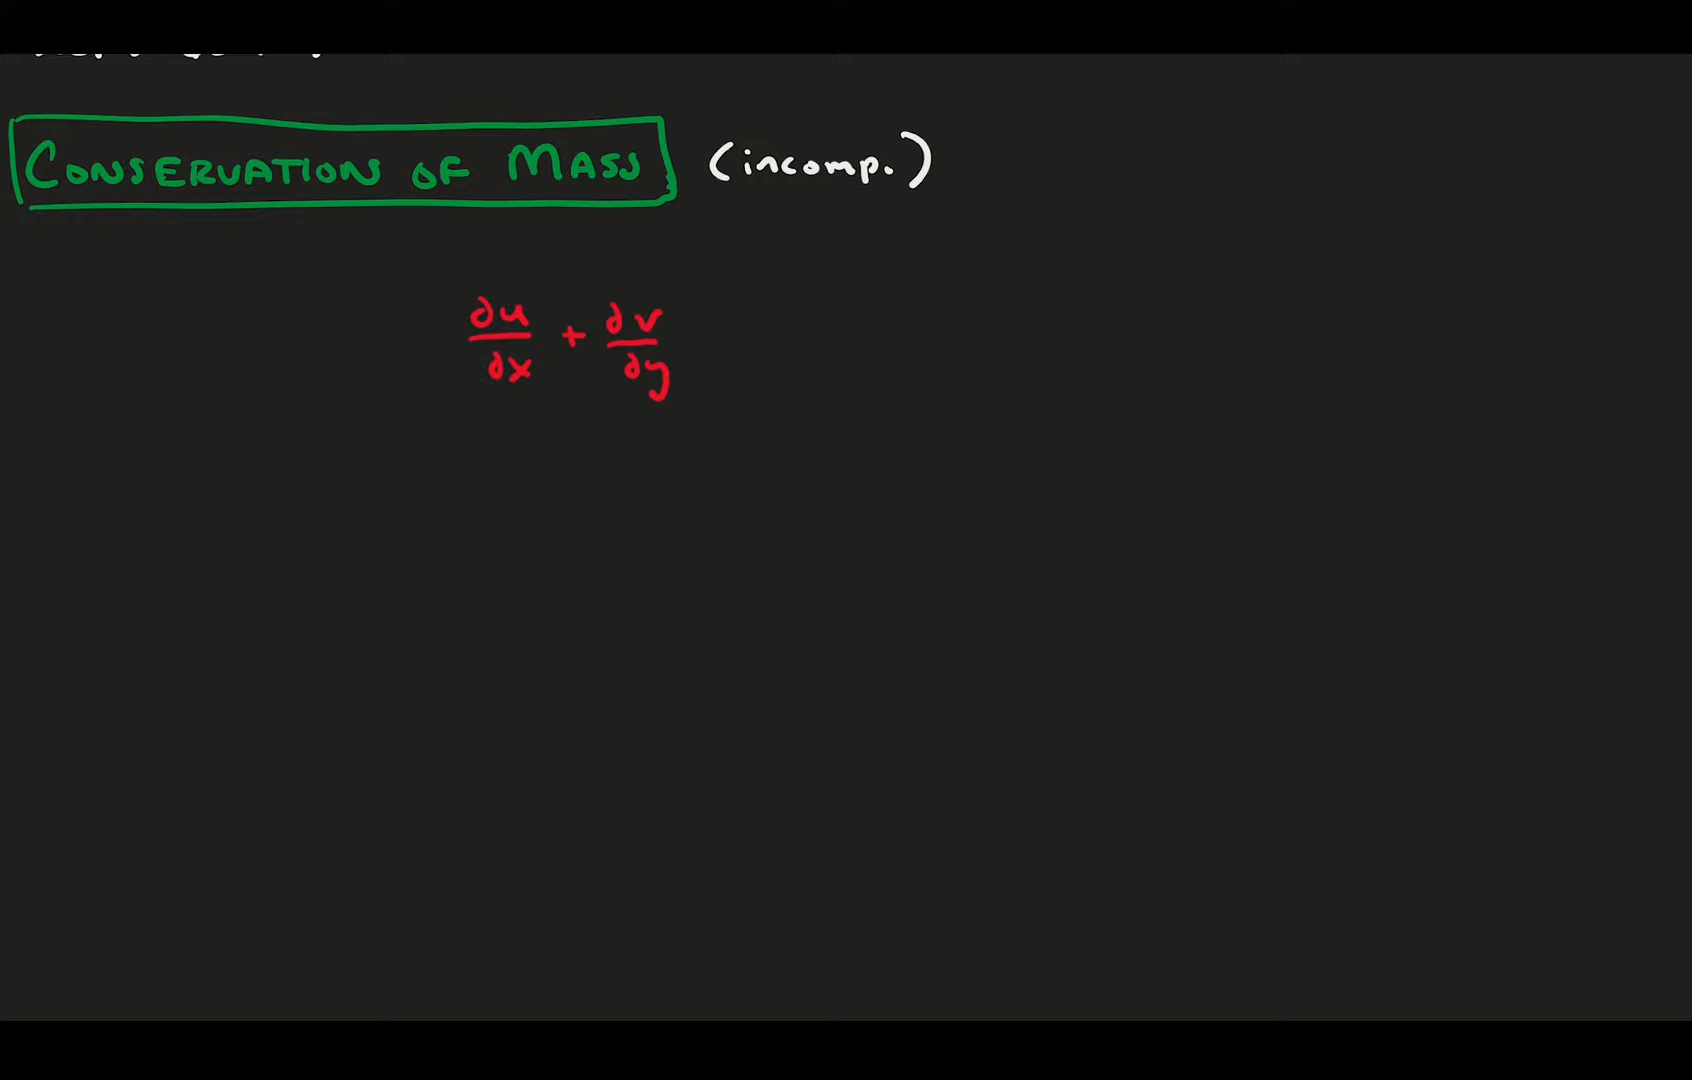 CONSERVATION OF MASS (incomp.)
∂u/∂x + ∂v/∂y